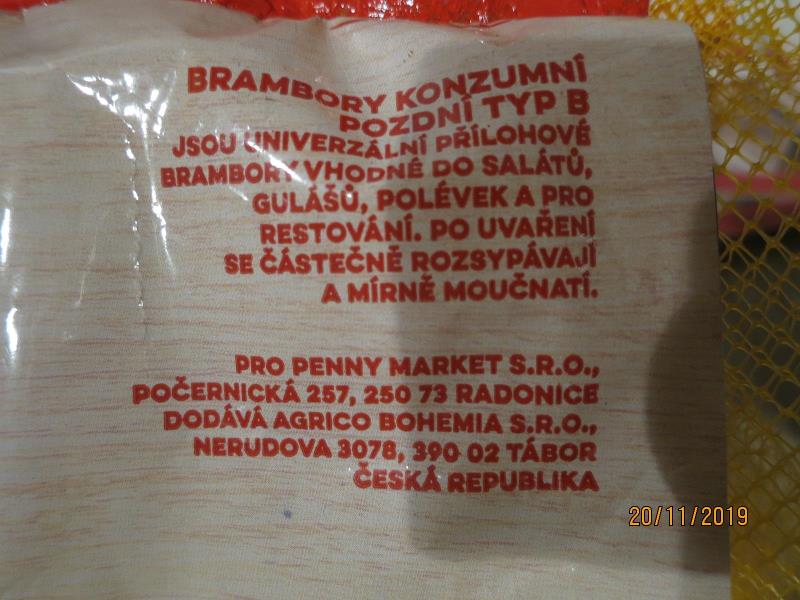 BRAMBORY KONZUMNÍ
POZDNÍ TYP B
JSOU UNIVERZÁLNÍ PŘÍLOHOVÉ
BRAMBORY VHODNÉ DO SALÁTŮ,
GULÁŠŮ, POLÉVEK A PRO
RESTOVÁNÍ. PO UVAŘENÍ
SE ČÁSTEČNĚ ROZSYPÁVAJÍ
A MÍRNĚ MOUČNATÍ.
PRO PENNY MARKET S.R.O.,
POČERNICKÁ 257, 250 73 RADONICE
DODÁVÁ AGRICO BOHEMIA S.R.O.,
NERUDOVA 3078, 390 02 TÁBOR
ČESKÁ REPUBLIKA
20/11/2019